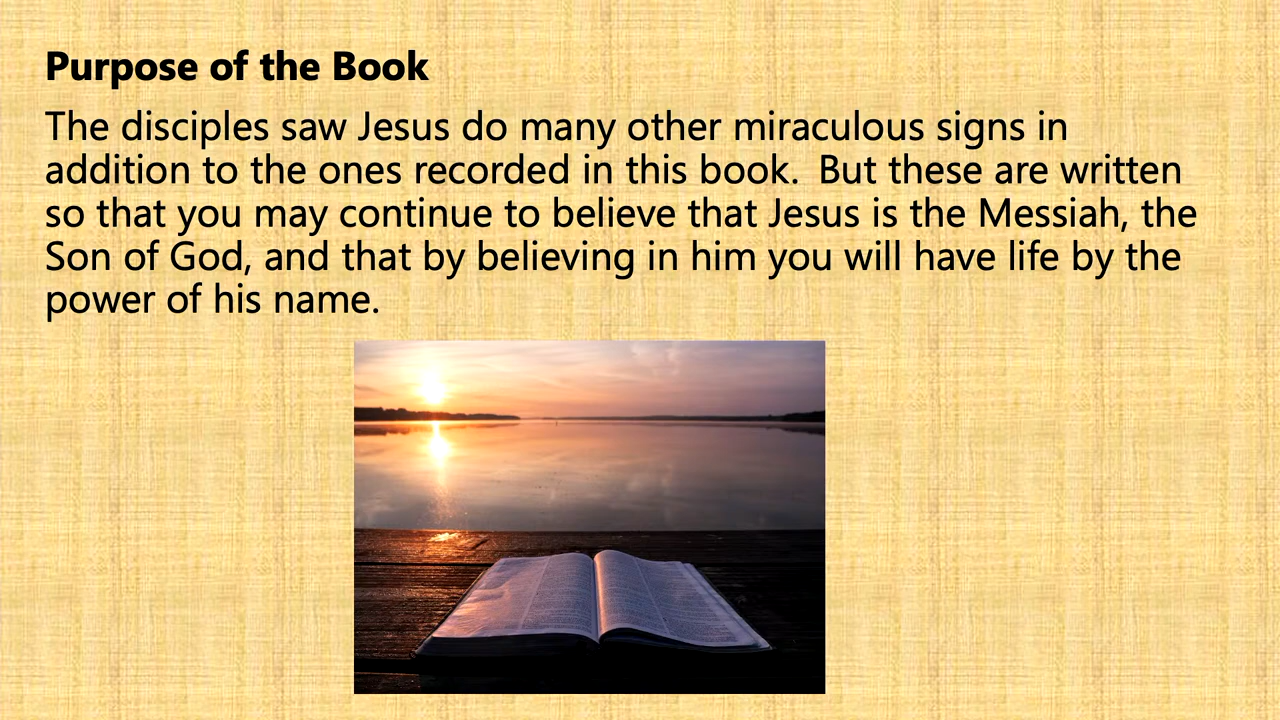 Purpose of the Book
The disciples saw Jesus do many other miraculous signs in
addition to the ones recorded in this book.  But these are written
so that you may continue to believe that Jesus is the Messiah, the
Son of God, and that by believing in him you will have life by the
power of his name.